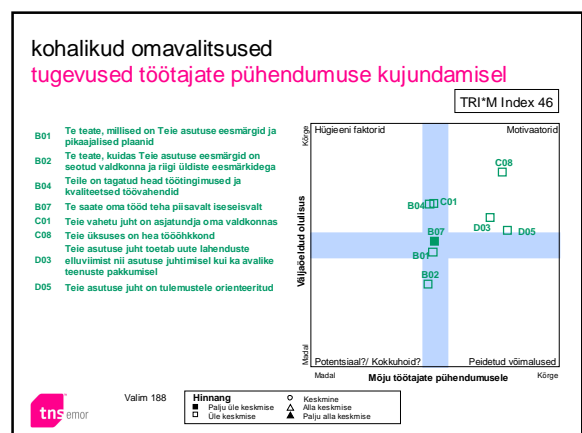 kohalikud omavalitsused
tugevused töötajate pühendumuse kujundamisel
TRI*M Index 46
B01 Te teate, millised on Teie asutuse eesmärgid ja
pikaajalised plaanid
B02 Te teate, kuidas Teie asutuse eesmärgid on
seotud valdkonna ja riigi üldiste eesmärkidega
B04 Teile on tagatud head töötingimused ja
kvaliteetsed töövahendid
B07 Te saate oma tööd teha piisavalt iseseisvalt
C01 Teie vahetu juht on asjatundja oma valdkonnas
C08 Teie üksuses on hea tööõhkkond
D03 Teie asutuse juht toetab uute lahenduste
elluviimist nii asutuse juhtimisel kui ka avalike
teenuste pakkumisel
D05 Teie asutuse juht on tulemustele orienteeritud
Hügieeni faktorid
Motivaatorid
Kõrge
Väljaöeldud olulisus
Madal
C08
B04
C01
D03
D05
B07
B01
B02
Potentsiaal?/ Kokkuhoid?
Peidetud võimalused
Madal
Mõju töötajate pühendumusele
Kõrge
Valim 188
Hinnang
Palju üle keskmise
Üle keskmise
Keskmine
Alla keskmise
Palju alla keskmise
tns emor